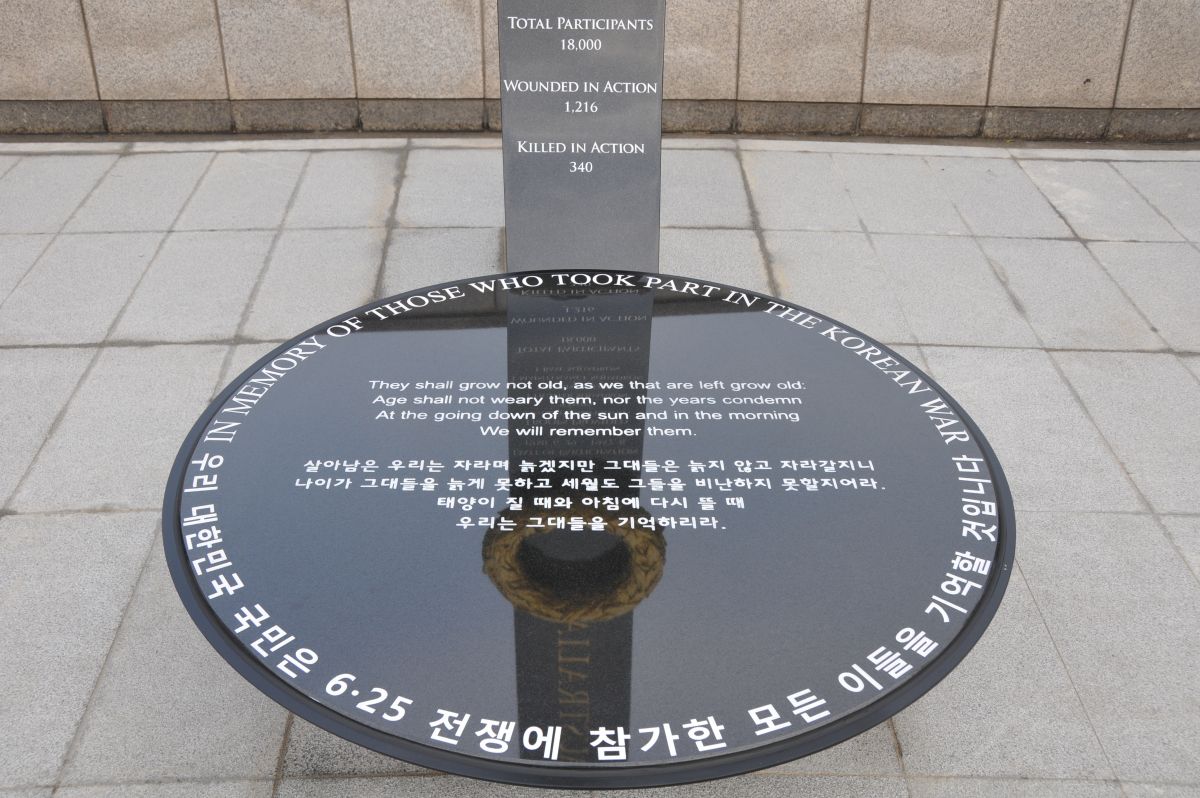 TOTAL PARTICIPANTS
18,000
WOUNDED IN ACTION
1,216
KILLED IN ACTION
340
IN MEMORY OF THOSE WHO TOOK PART IN THE KOREAN WAR
They shall grow not old, as we that are left grow old:
Age shall not weary them, nor the years condemn
At the going down of the sun and in the morning
We will remember them.
살아남은 우리는 자라며 늙겠지만 그대들은 늙지 않고 자라갈지니
나이가 그대들을 늙게 못하고 세월도 그들을 비난하지 못할지어라.
태양이 질 때와 아침에 다시 뜰 때
우리는 그대들을 기억하리라.
우리 대한민국 국민은 6·25 전쟁에 참가한 모든 이들을 기억할 것입니다